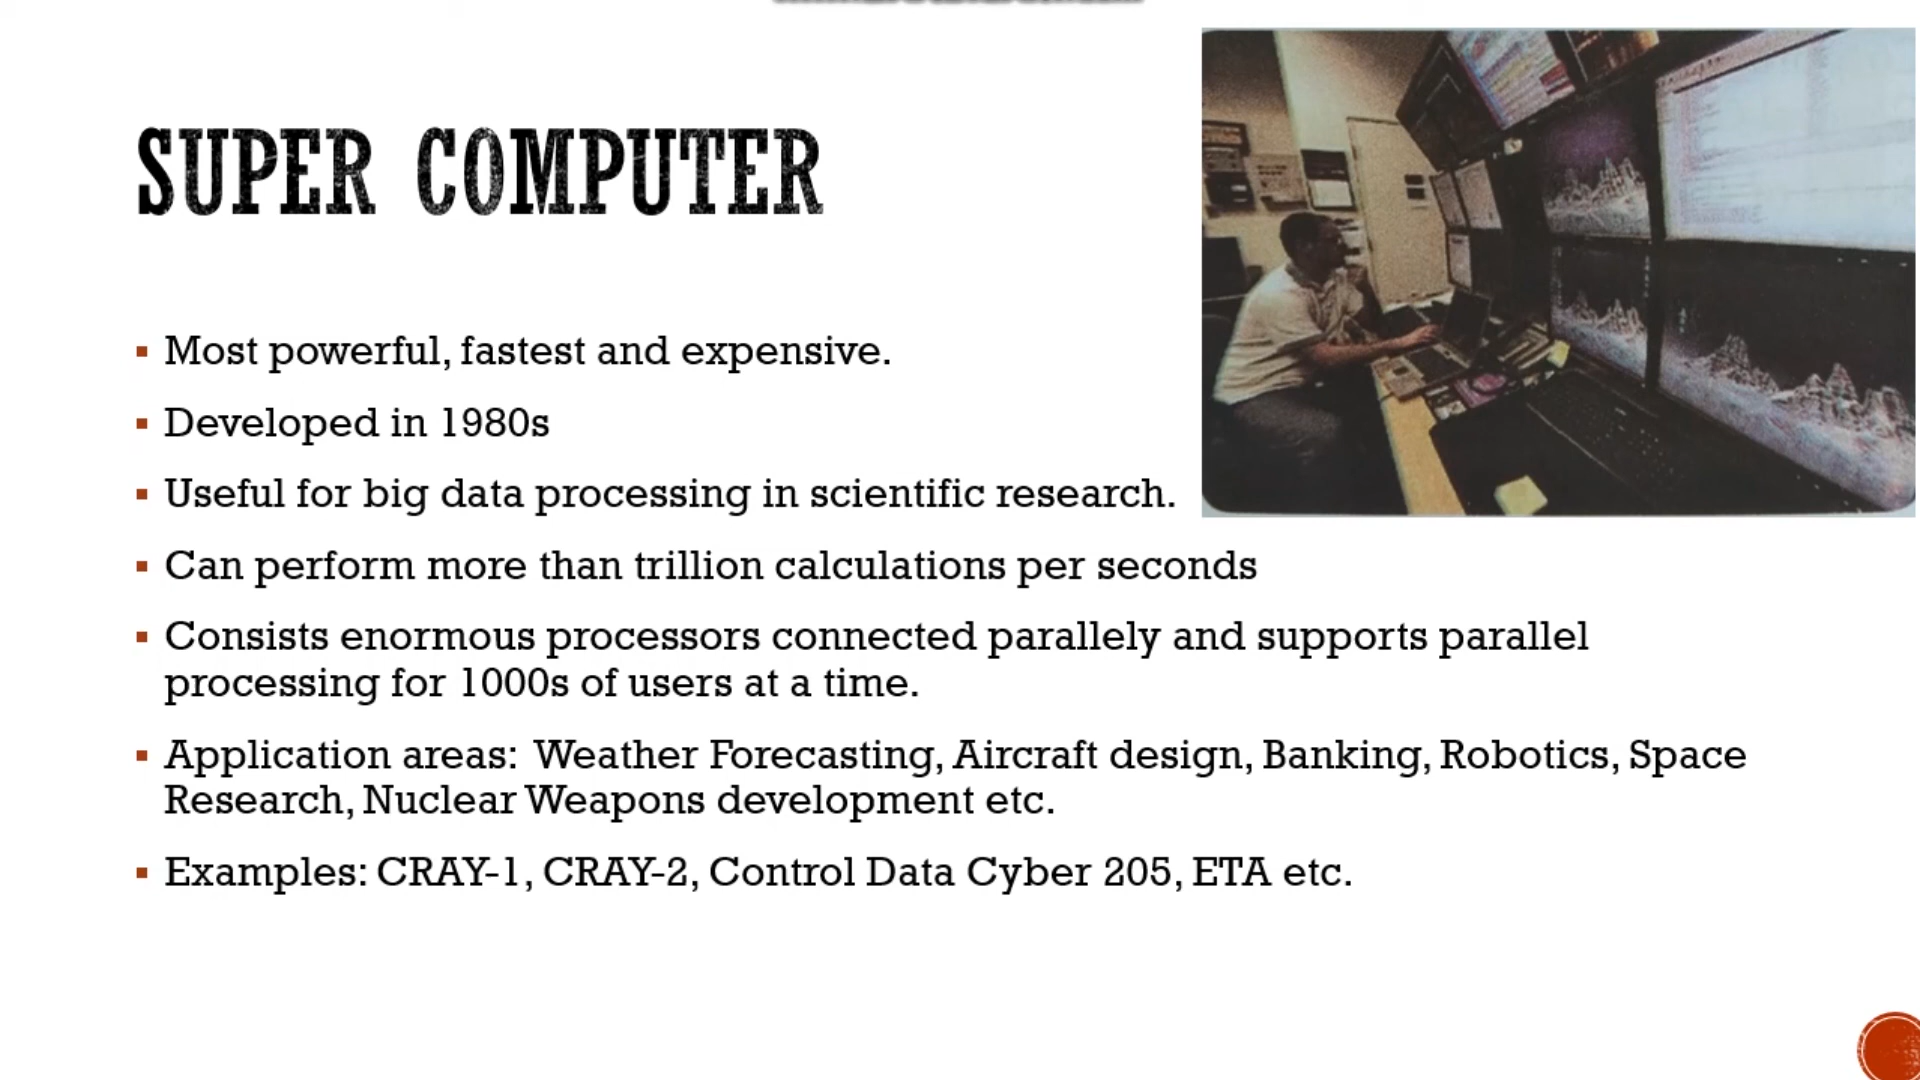 SUPER COMPUTER
▪ Most powerful, fastest and expensive.
▪ Developed in 1980s
▪ Useful for big data processing in scientific research.
▪ Can perform more than trillion calculations per seconds
▪ Consists enormous processors connected parallely and supports parallel
processing for 1000s of users at a time.
▪ Application areas: Weather Forecasting, Aircraft design, Banking, Robotics, Space
Research, Nuclear Weapons development etc.
▪ Examples: CRAY-1, CRAY-2, Control Data Cyber 205, ETA etc.